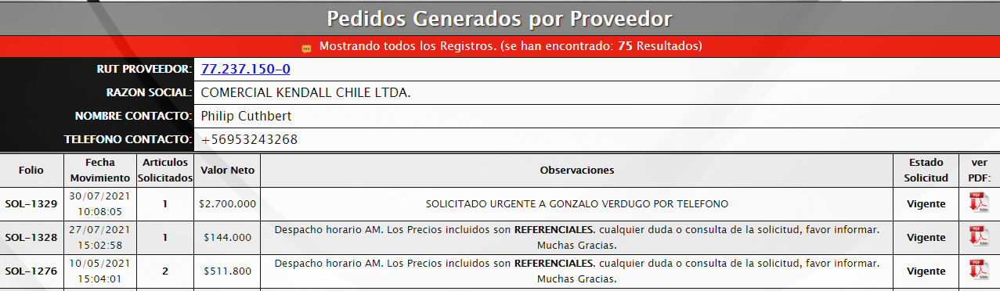 Pedidos Generados por Proveedor
Mostrando todos los Registros. (se han encontrado: 75 Resultados)
RUT PROVEEDOR: 77.237.150-0
RAZON SOCIAL: COMERCIAL KENDALL CHILE LTDA.
NOMBRE CONTACTO: Philip Cuthbert
TELEFONO CONTACTO: +56953243268
Folio
Fecha
Movimiento
Articulos
Solicitados
Valor Neto
Observaciones
Estado
Solicitud
ver
PDF:
SOL-1329
30/07/2021
10:08:05
1
$2.700.000
SOLICITADO URGENTE A GONZALO VERDUGO POR TELEFONO
Vigente
PDF
Adobe
SOL-1328
27/07/2021
15:02:58
1
$144.000
Despacho horario AM. Los Precios incluidos son REFERENCIALES. cualquier duda o consulta de la solicitud, favor informar.
Muchas Gracias.
Vigente
PDF
Adobe
SOL-1276
10/05/2021
15:04:01
2
$511.800
Despacho horario AM. Los Precios incluidos son REFERENCIALES. cualquier duda o consulta de la solicitud, favor informar.
Muchas Gracias.
Vigente
PDF
Adobe